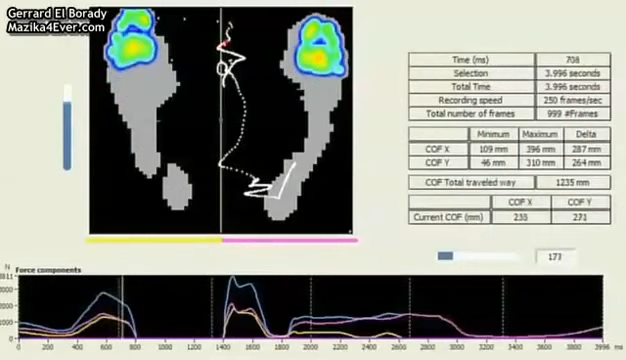 Gerrard El Borady
Mazika4Ever.com
Time (ms) 708
Selection 3.996 seconds
Total Time 3.996 seconds
Recording speed 250 frames/sec
Total number of frames 999 #Frames
Minimum Maximum Delta
COF X 109 mm 396 mm 287 mm
COF Y 46 mm 310 mm 264 mm
COF Total traveled way 1235 mm
COF X COF Y
Current COF (mm) 235 271
177
N Force components
3000
2000
1000
0
0 200 400 600 800 1000 1200 1400 1600 1800 2000 2200 2400 2600 2800 3000 3200 3400 3600 3800 3996 ms